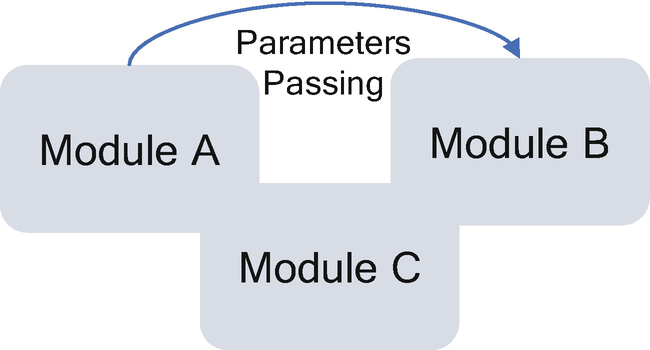 Parameters
Passing
Module A
Module B
Module C